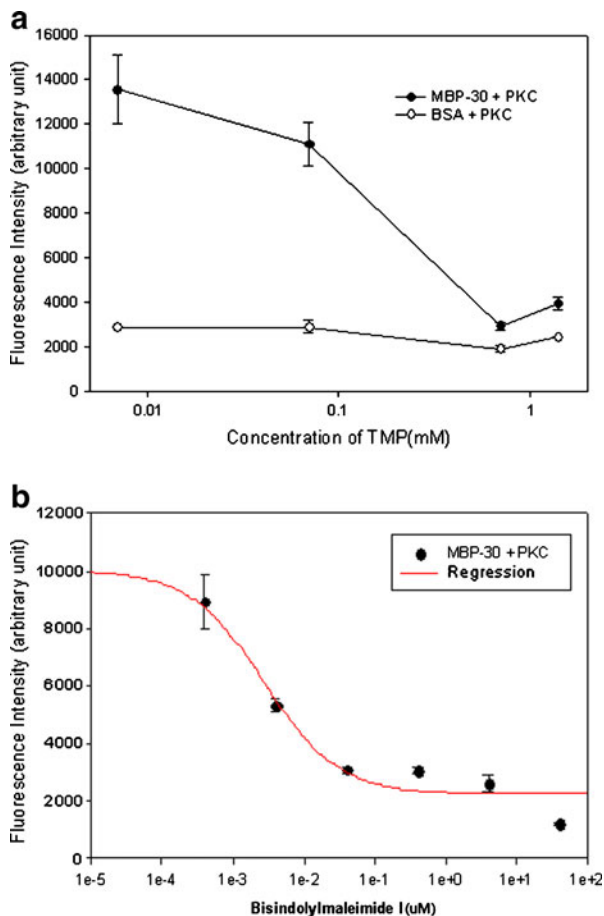 a
16000
14000
12000
10000
8000
6000
4000
2000
0
Fluorescence Intensity (arbitrary unit)
MBP-30 + PKC
BSA + PKC
0.01
0.1
1
Concentration of TMP(mM)
b
12000
10000
8000
6000
4000
2000
0
Fluorescence Intensity (arbitrary unit)
MBP-30 +PKC
Regression
1e-5
1e-4
1e-3
1e-2
1e-1
1e+0
1e+1
1e+2
Bisindolylmaleimide I(uM)